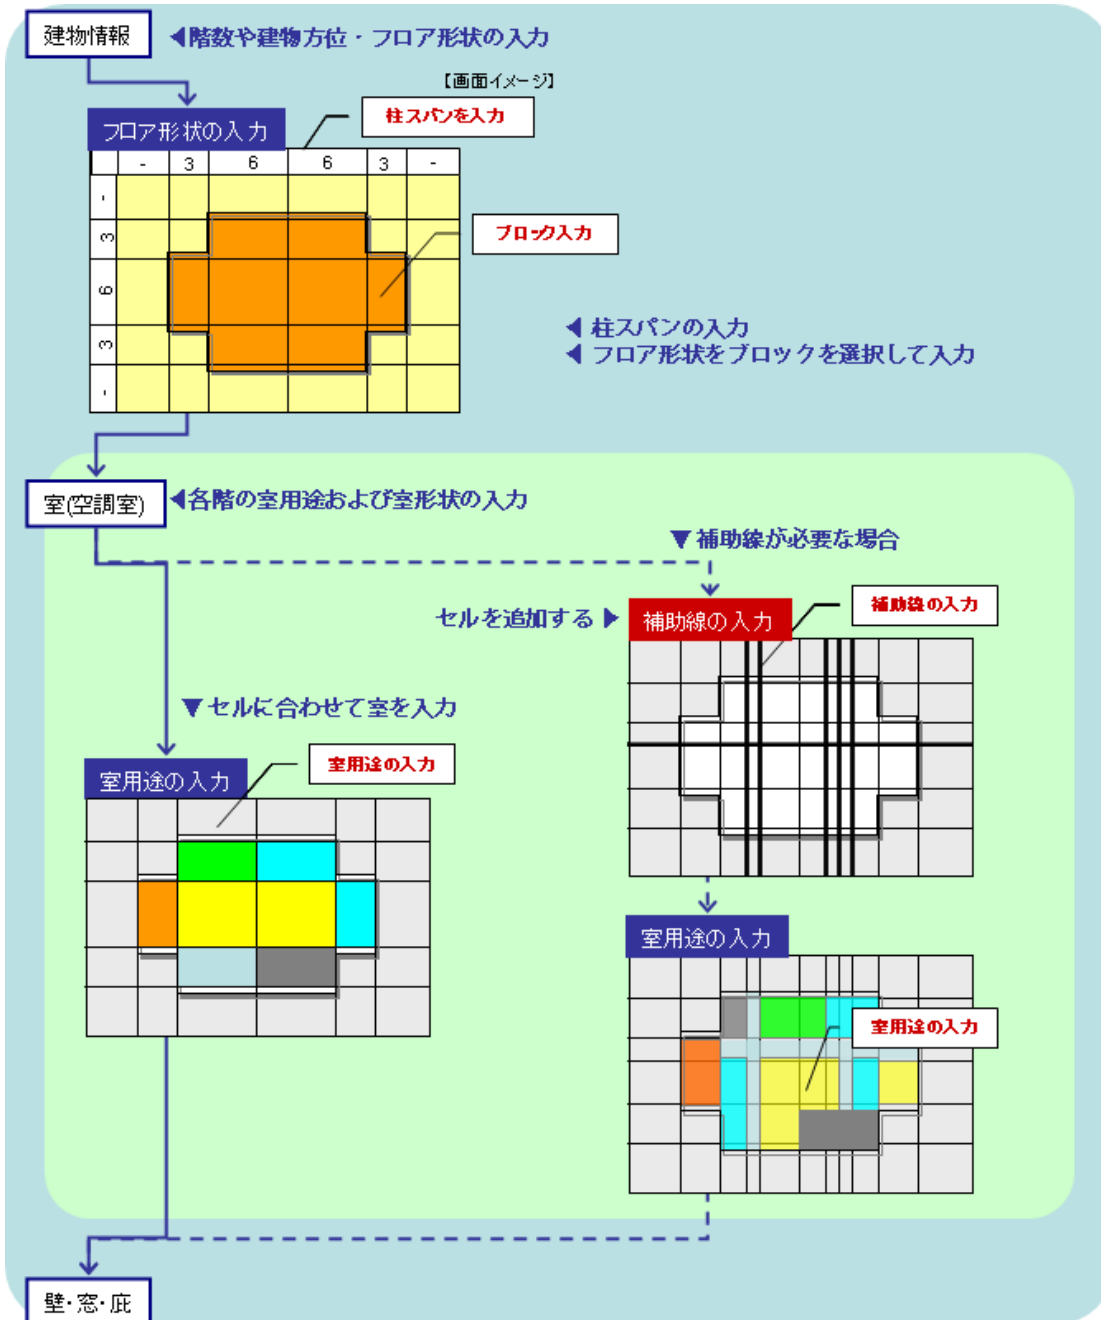 建物情報
◀階数や建物方位・フロア形状の入力
【画面イメージ】
フロア形状の入力
柱スパンを入力
- 3 6 6 3 -
-
3
6
3
-
ブロック入力
◀ 柱スパンの入力
◀ フロア形状をブロックを選択して入力
室(空調室)
◀各階の室用途および室形状の入力
▼補助線が必要な場合
セルを追加する ▶
補助線の入力
補助線の入力
▼セルに合わせて室を入力
室用途の入力
室用途の入力
室用途の入力
室用途の入力
壁・窓・庇